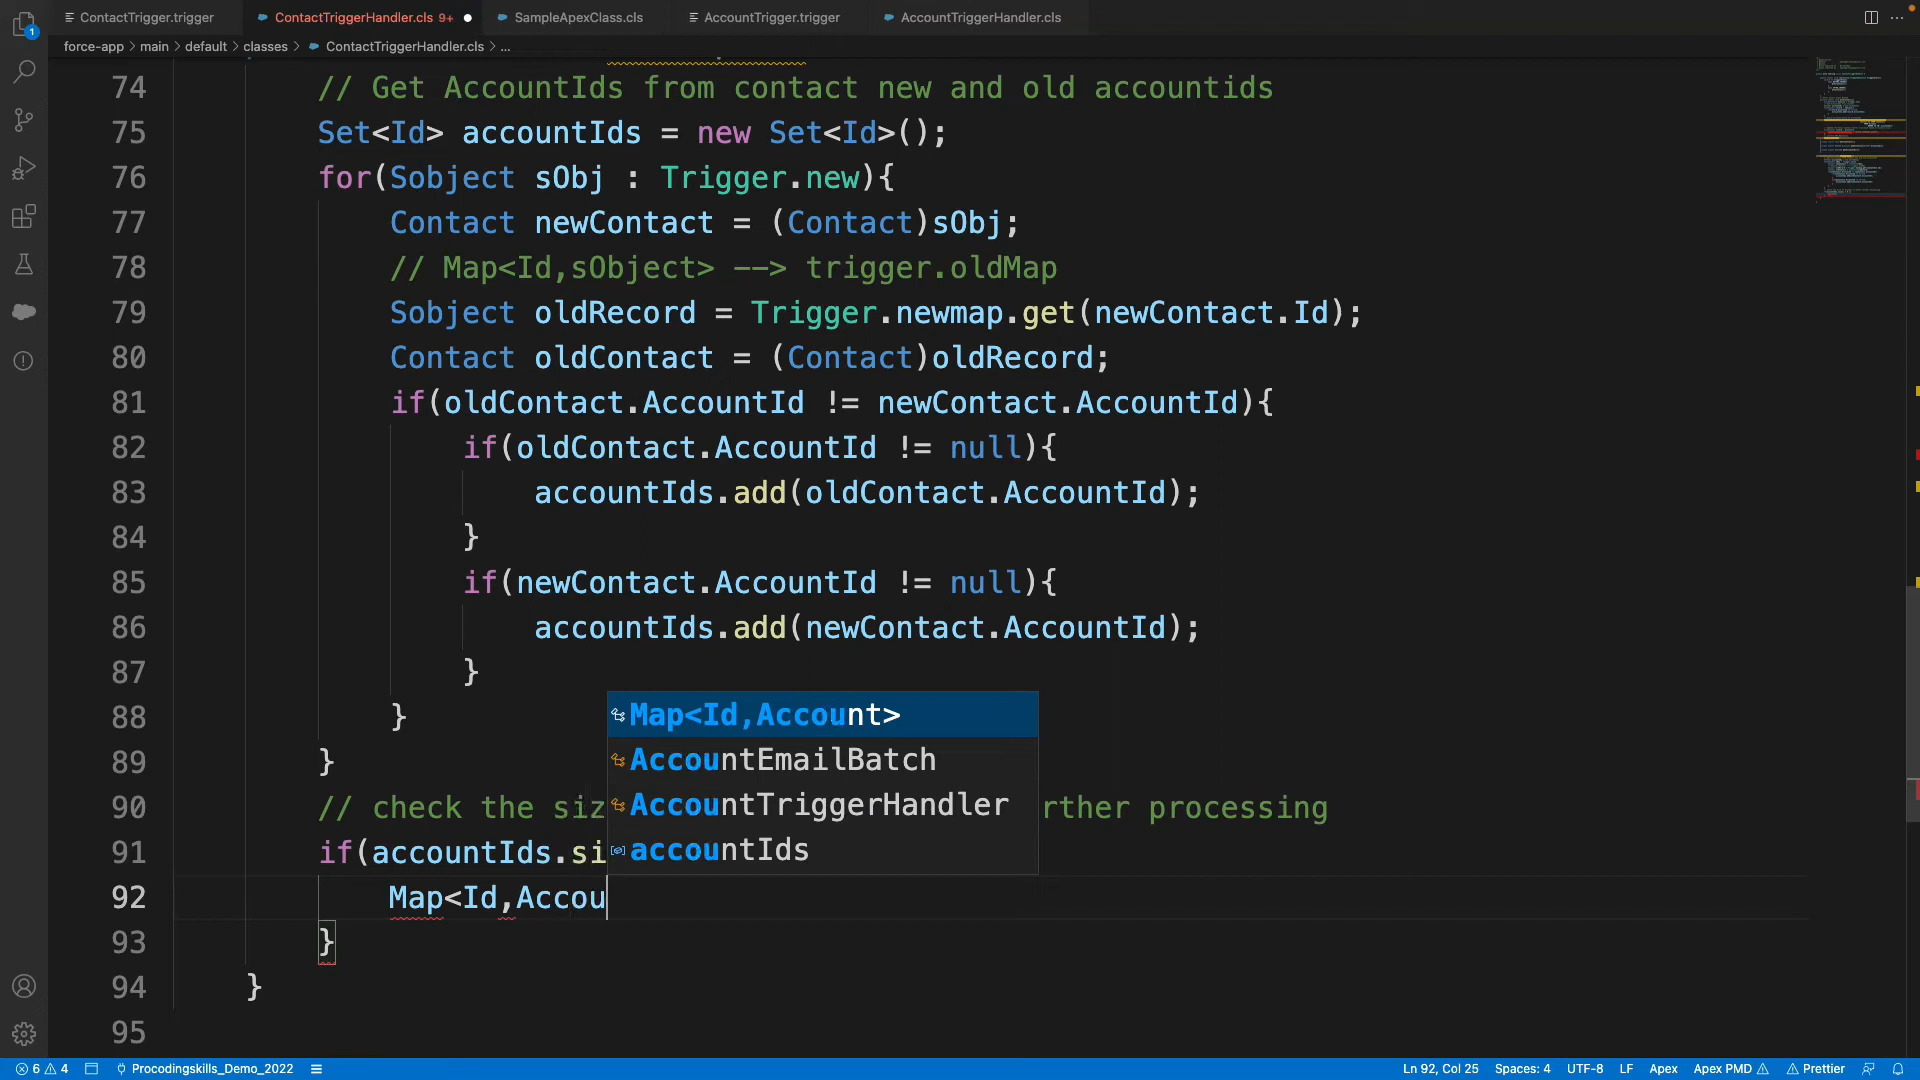 ContactTrigger.trigger
ContactTriggerHandler.cls 9+
SampleApexClass.cls
AccountTrigger.trigger
AccountTriggerHandler.cls
force-app > main > default > classes > ContactTriggerHandler.cls > ...
1
74 // Get AccountIds from contact new and old accountids
75 Set<Id> accountIds = new Set<Id>();
76 for(Sobject sObj : Trigger.new){
77 Contact newContact = (Contact)sObj;
78 // Map<Id,sObject> --> trigger.oldMap
79 Sobject oldRecord = Trigger.newmap.get(newContact.Id);
80 Contact oldContact = (Contact)oldRecord;
81 if(oldContact.AccountId != newContact.AccountId){
82 if(oldContact.AccountId != null){
83 accountIds.add(oldContact.AccountId);
84 }
85 if(newContact.AccountId != null){
86 accountIds.add(newContact.AccountId);
87 }
88 }
89 }
90 // check the siz rther processing
91 if(accountIds.si
92 Map<Id,Accou
93 }
94 }
95
Map<Id,Account>
AccountEmailBatch
AccountTriggerHandler
accountIds
6 4 Procodingskills_Demo_2022 Ln 92, Col 25 Spaces: 4 UTF-8 LF Apex Apex PMD Prettier